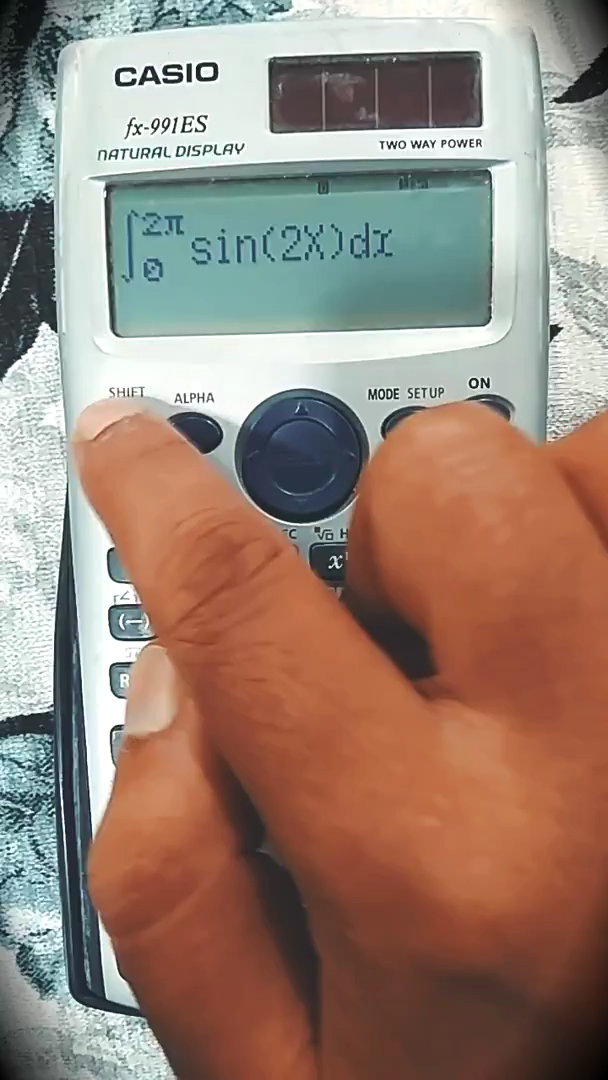 CASIO
fx-991ES
NATURAL DISPLAY
TWO WAY POWER
D
∫₀²π sin(2X)dx
SHIFT ALPHA MODE SETUP ON
(−)